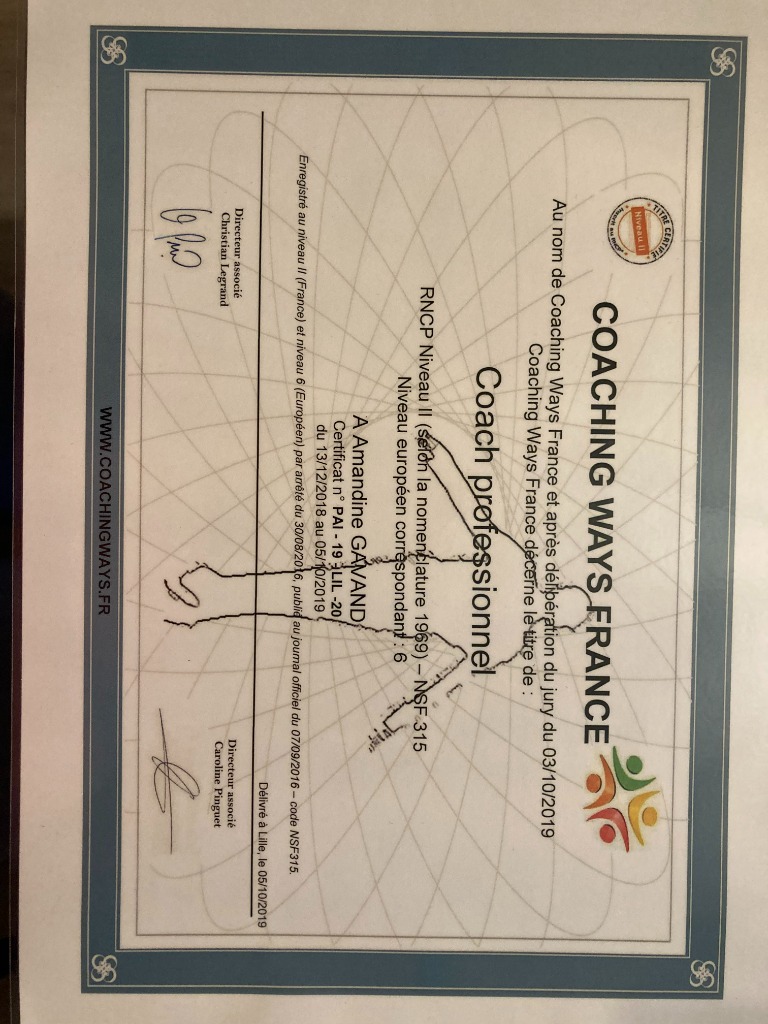 TITRE CERTIFIÉ
Niveau II
COACHING WAYS FRANCE
Au nom de Coaching Ways France et après délibération du jury du 03/10/2019
Coaching Ways France décerne le titre de :
Coach professionnel
RNCP Niveau II (selon la nomenclature 1969) – NSF 315
Niveau européen correspondant : 6
A Amandine GAVAND
Certificat n° PAI - 19 - LIL -20
du 13/12/2018 au 05/10/2019
Enregistré au niveau II (France) et niveau 6 (Européen) par arrêté du 30/08/2016, publié au journal officiel du 07/09/2016 – code NSF315.
Délivré à Lille, le 05/10/2019
Directeur associé
Christian Legrand
Directeur associé
Caroline Pinguet
WWW.COACHINGWAYS.FR